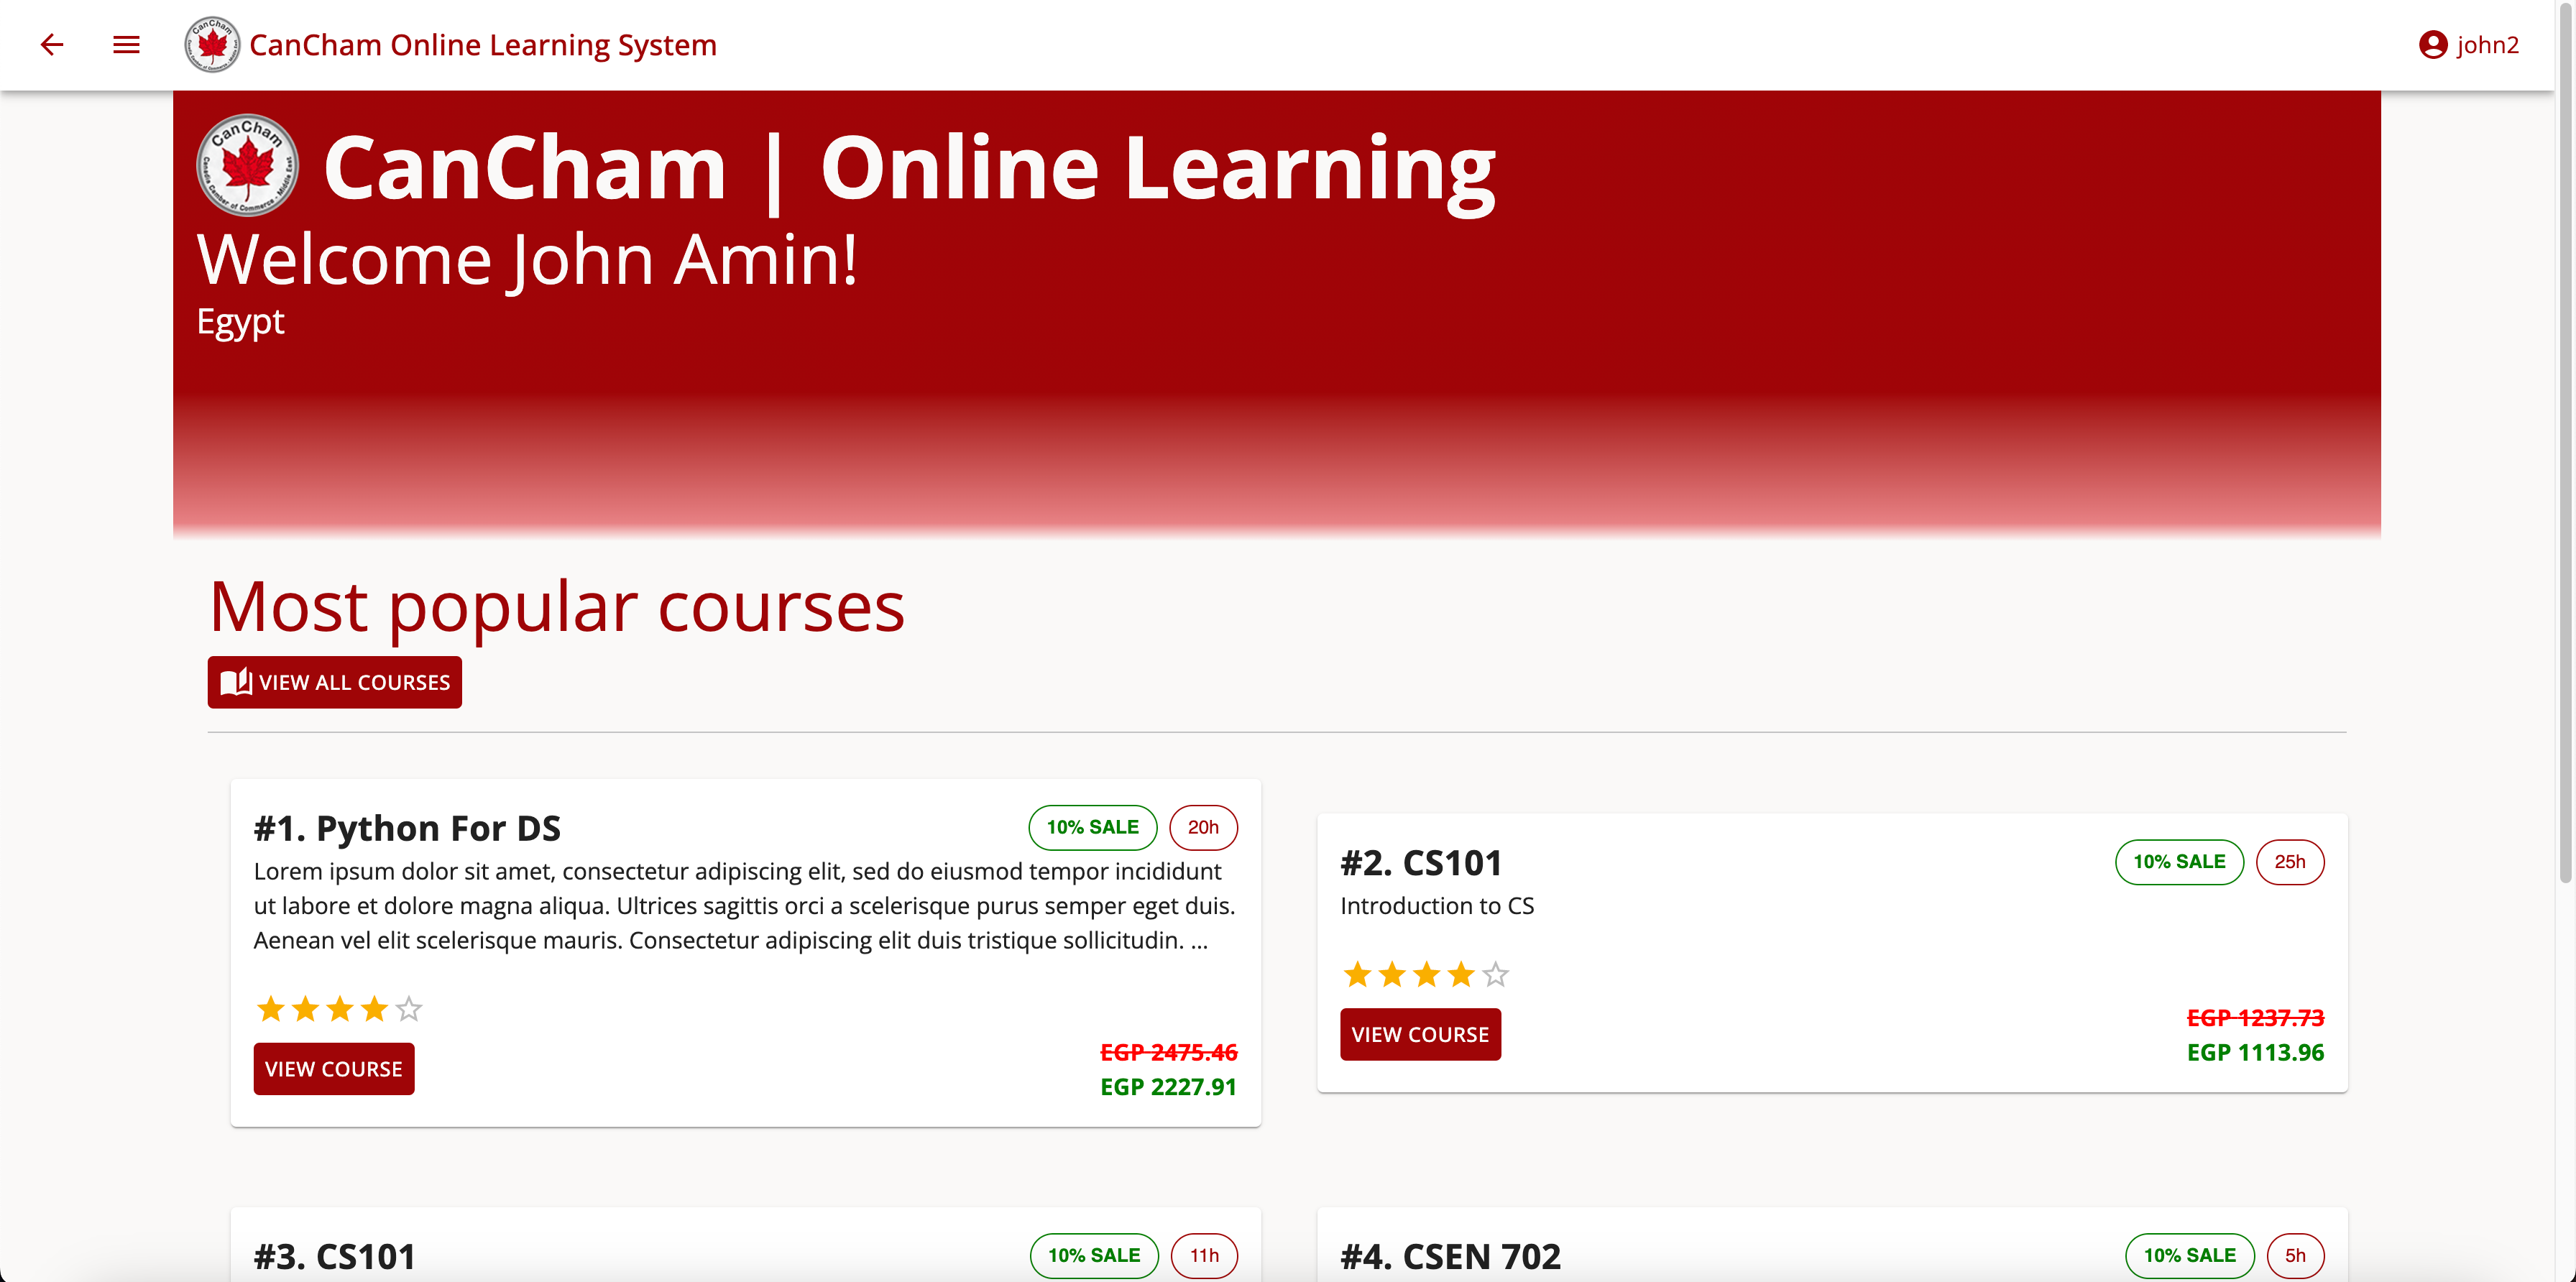 CanCham Online Learning System
john2
CanCham
CanCham | Online Learning
Welcome John Amin!
Egypt
Most popular courses
VIEW ALL COURSES
#1. Python For DS
10% SALE
20h
Lorem ipsum dolor sit amet, consectetur adipiscing elit, sed do eiusmod tempor incididunt
ut labore et dolore magna aliqua. Ultrices sagittis orci a scelerisque purus semper eget duis.
Aenean vel elit scelerisque mauris. Consectetur adipiscing elit duis tristique sollicitudin. ...
VIEW COURSE
EGP 2475.46
EGP 2227.91
#2. CS101
10% SALE
25h
Introduction to CS
VIEW COURSE
EGP 1237.73
EGP 1113.96
#3. CS101
10% SALE
11h
#4. CSEN 702
10% SALE
5h